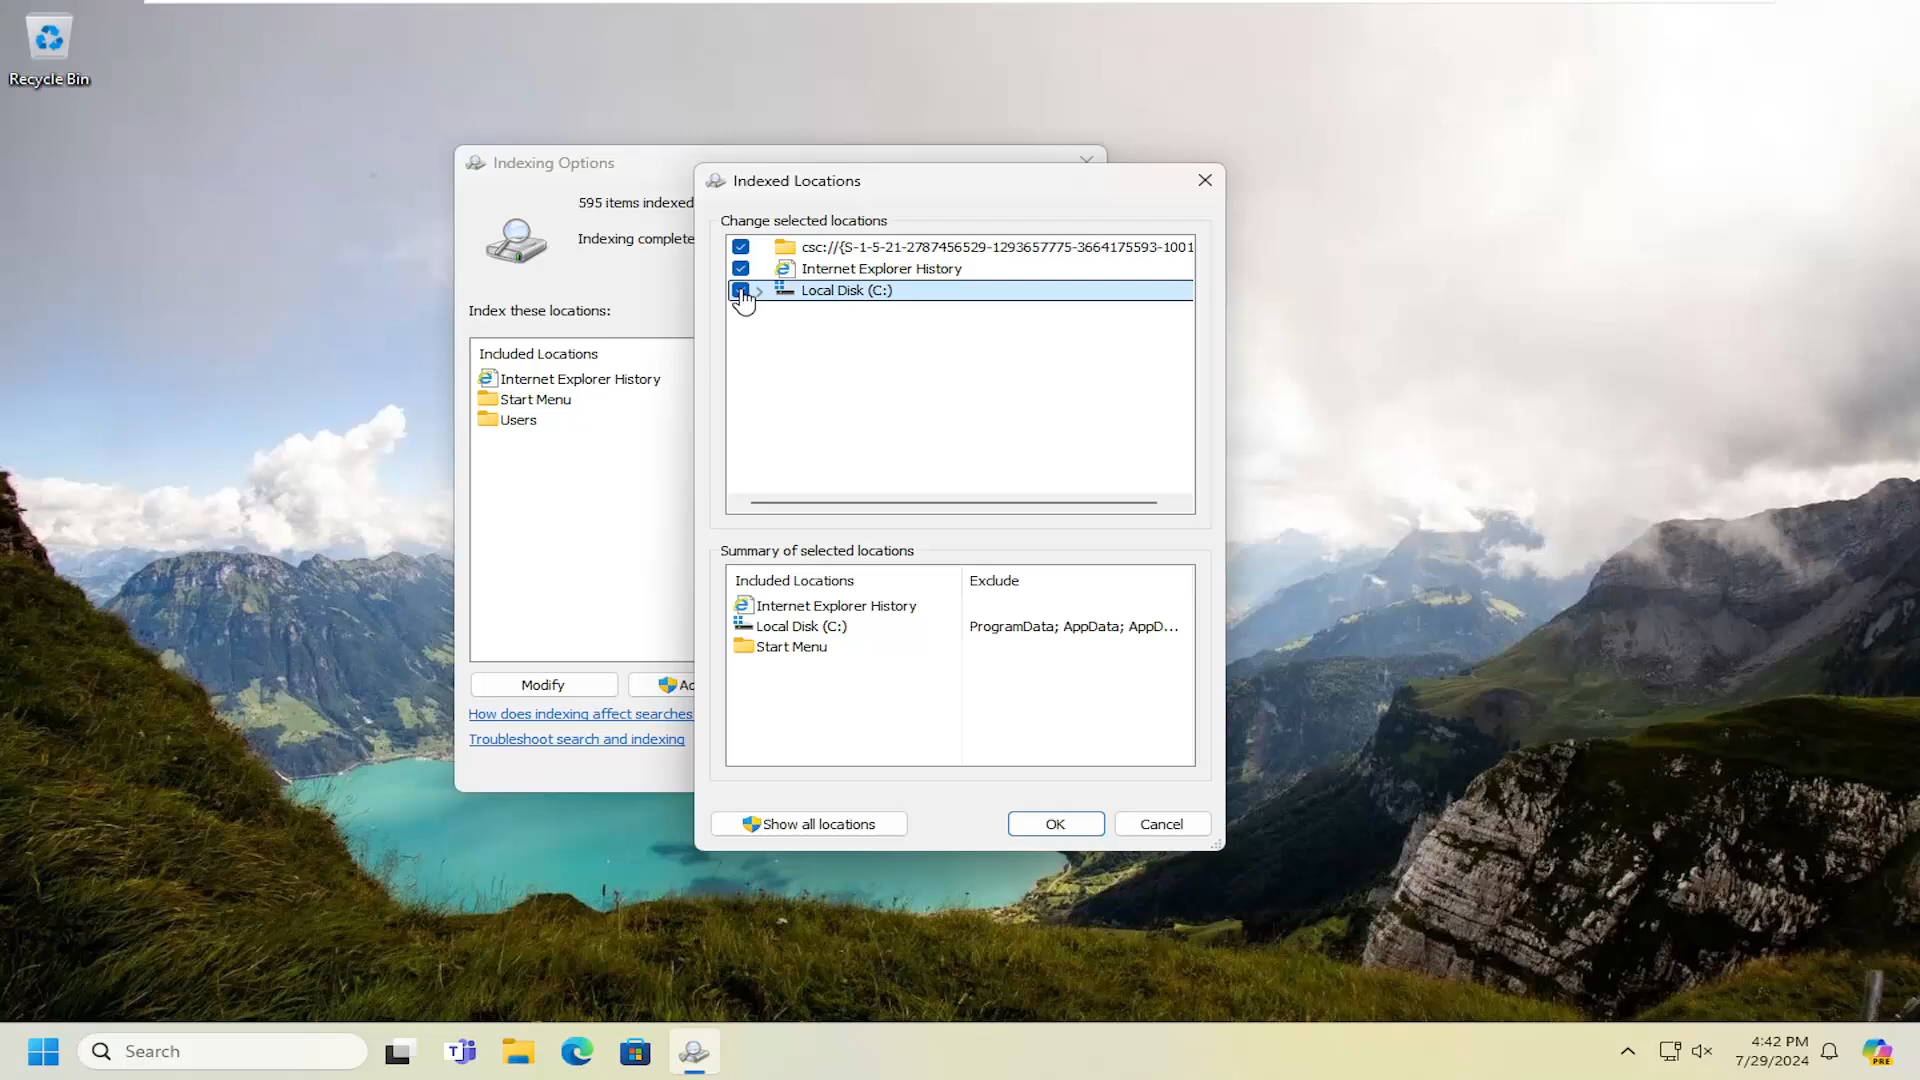 Recycle Bin
Indexing Options
595 items indexed
Indexing complete
Index these locations:
Included Locations
Internet Explorer History
Start Menu
Users
Modify
How does indexing affect searches
Troubleshoot search and indexing
Indexed Locations
Change selected locations
csc://{S-1-5-21-2787456529-1293657775-3664175593-1001
Internet Explorer History
Local Disk (C:)
Summary of selected locations
Included Locations
Exclude
Internet Explorer History
Local Disk (C:)
ProgramData; AppData; AppD...
Start Menu
Show all locations
OK
Cancel
Search
4:42 PM
7/29/2024
PRE